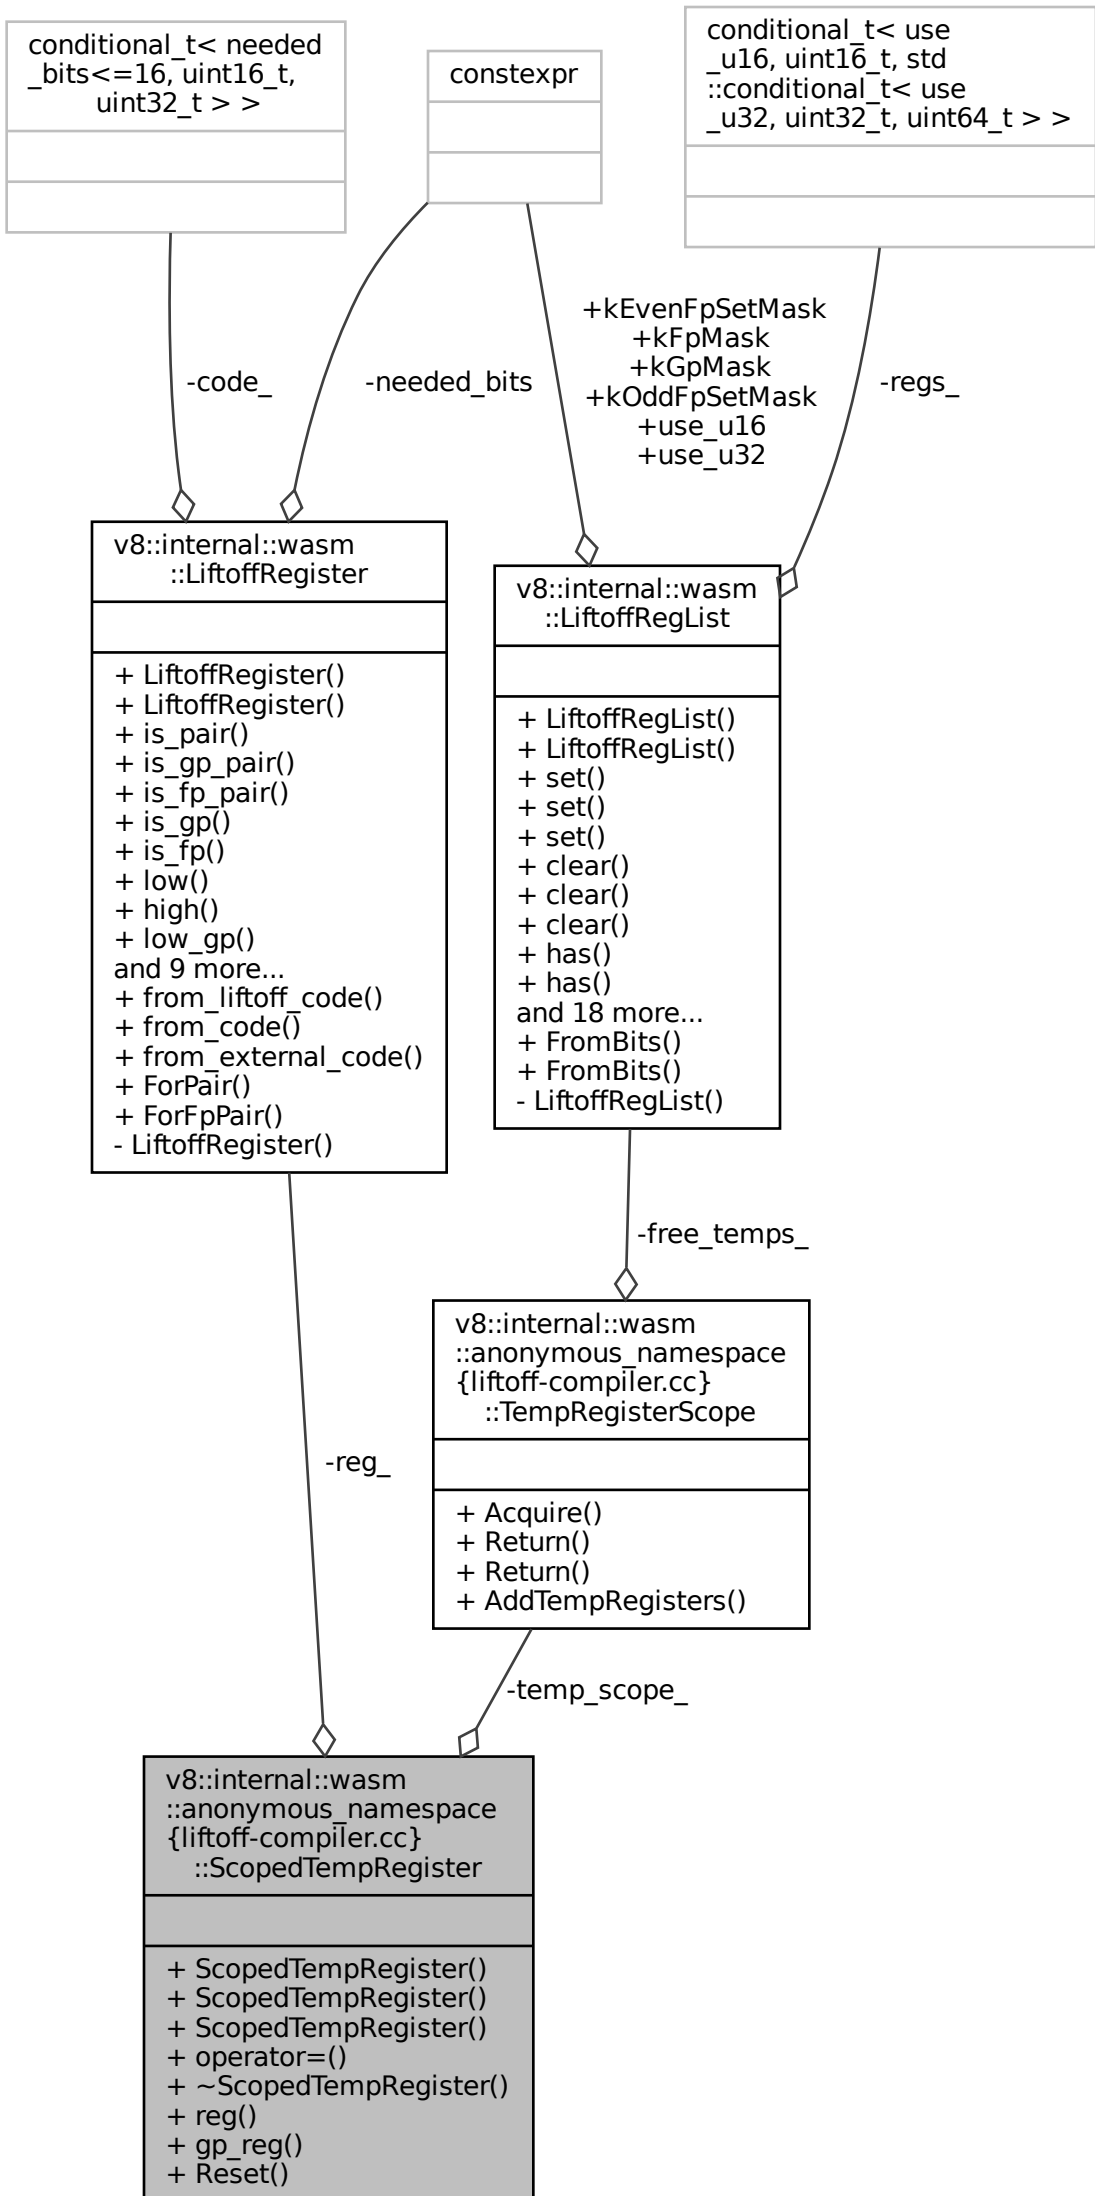 conditional_t< needed
_bits<=16, uint16_t,
uint32_t > >
constexpr
conditional_t< use
_u16, uint16_t, std
::conditional_t< use
_u32, uint32_t, uint64_t > >
+kEvenFpSetMask
+kFpMask
+kGpMask
+kOddFpSetMask
+use_u16
+use_u32
-code_
-needed_bits
-regs_
v8::internal::wasm
::LiftoffRegister
+ LiftoffRegister()
+ LiftoffRegister()
+ is_pair()
+ is_gp_pair()
+ is_fp_pair()
+ is_gp()
+ is_fp()
+ low()
+ high()
+ low_gp()
and 9 more...
+ from_liftoff_code()
+ from_code()
+ from_external_code()
+ ForPair()
+ ForFpPair()
- LiftoffRegister()
v8::internal::wasm
::LiftoffRegList
+ LiftoffRegList()
+ LiftoffRegList()
+ set()
+ set()
+ set()
+ clear()
+ clear()
+ clear()
+ has()
+ has()
and 18 more...
+ FromBits()
+ FromBits()
- LiftoffRegList()
-free_temps_
v8::internal::wasm
::anonymous_namespace
{liftoff-compiler.cc}
::TempRegisterScope
+ Acquire()
+ Return()
+ Return()
+ AddTempRegisters()
-reg_
-temp_scope_
v8::internal::wasm
::anonymous_namespace
{liftoff-compiler.cc}
::ScopedTempRegister
+ ScopedTempRegister()
+ ScopedTempRegister()
+ ScopedTempRegister()
+ operator=()
+ ~ScopedTempRegister()
+ reg()
+ gp_reg()
+ Reset()